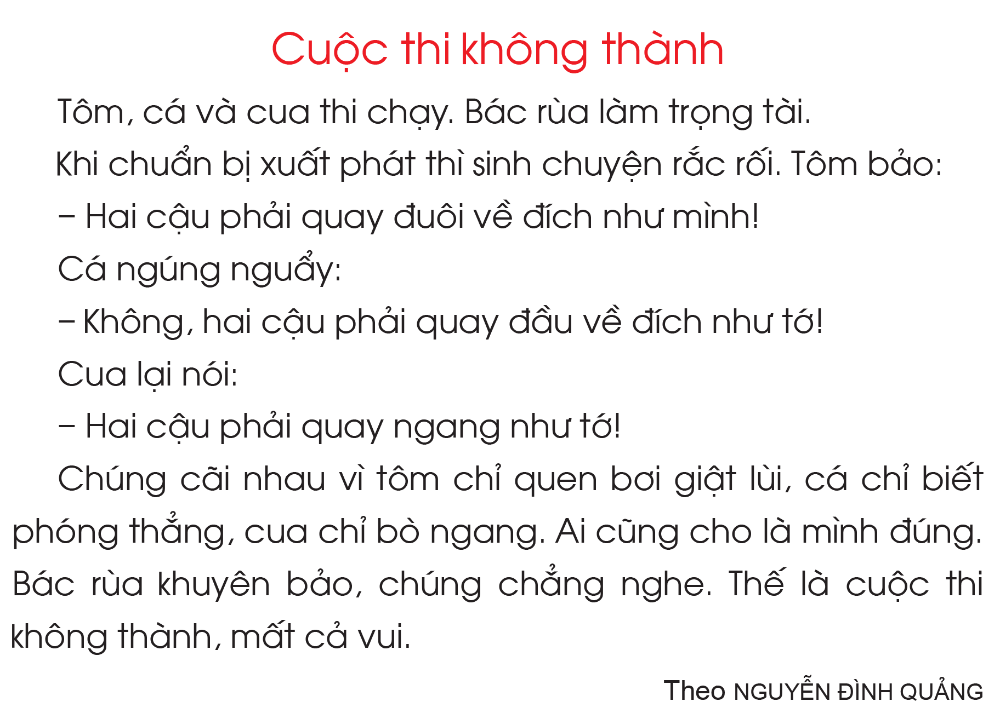 Cuộc thi không thành
Tôm, cá và cua thi chạy. Bác rùa làm trọng tài.
Khi chuẩn bị xuất phát thì sinh chuyện rắc rối. Tôm bảo:
– Hai cậu phải quay đuôi về đích như mình!
Cá ngúng nguẩy:
– Không, hai cậu phải quay đầu về đích như tớ!
Cua lại nói:
– Hai cậu phải quay ngang như tớ!
Chúng cãi nhau vì tôm chỉ quen bơi giật lùi, cá chỉ biết
phóng thẳng, cua chỉ bò ngang. Ai cũng cho là mình đúng.
Bác rùa khuyên bảo, chúng chẳng nghe. Thế là cuộc thi
không thành, mất cả vui.
Theo NGUYỄN ĐÌNH QUẢNG